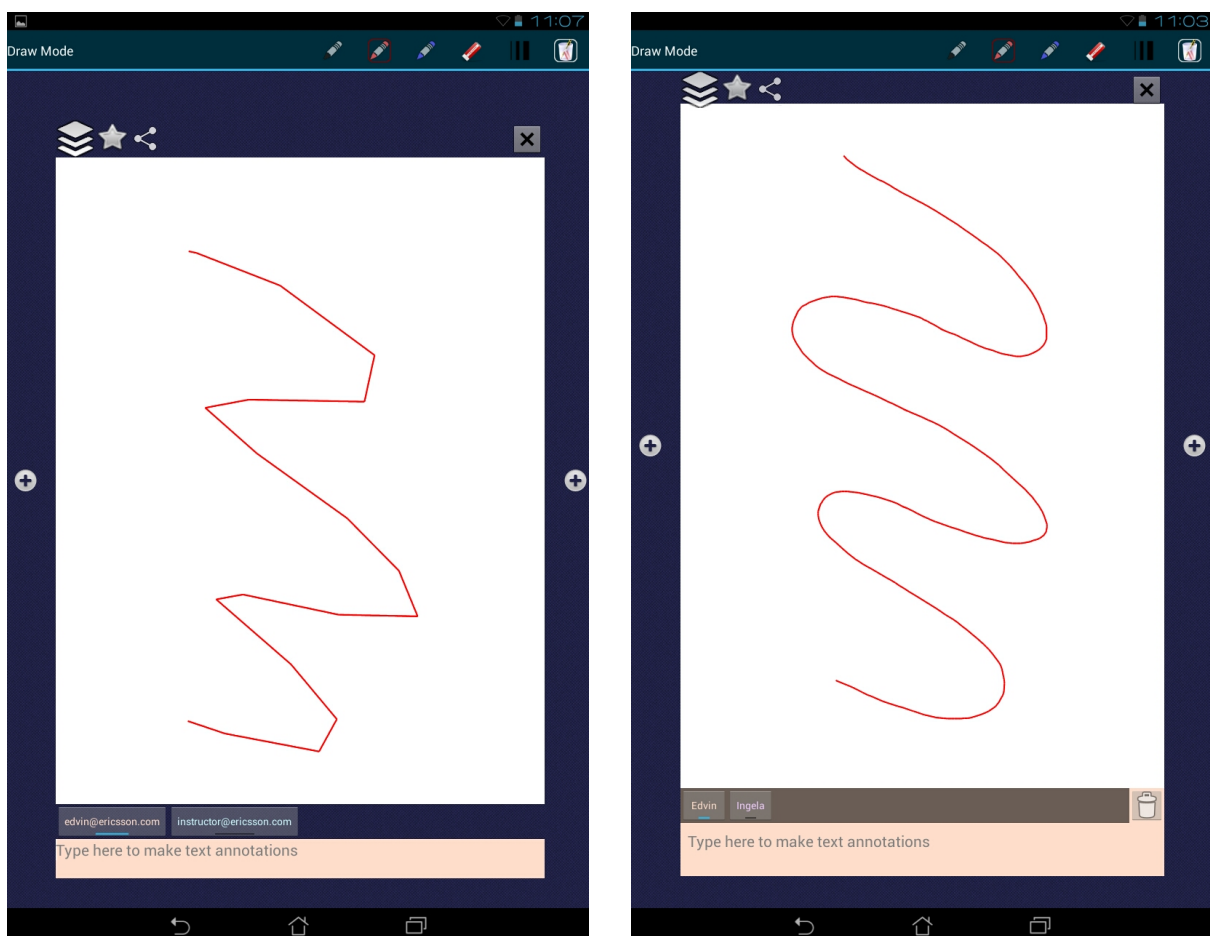 11:07
Draw Mode
edvin@ericsson.com instructor@ericsson.com
Type here to make text annotations
11:03
Draw Mode
Edvin Ingela
Type here to make text annotations